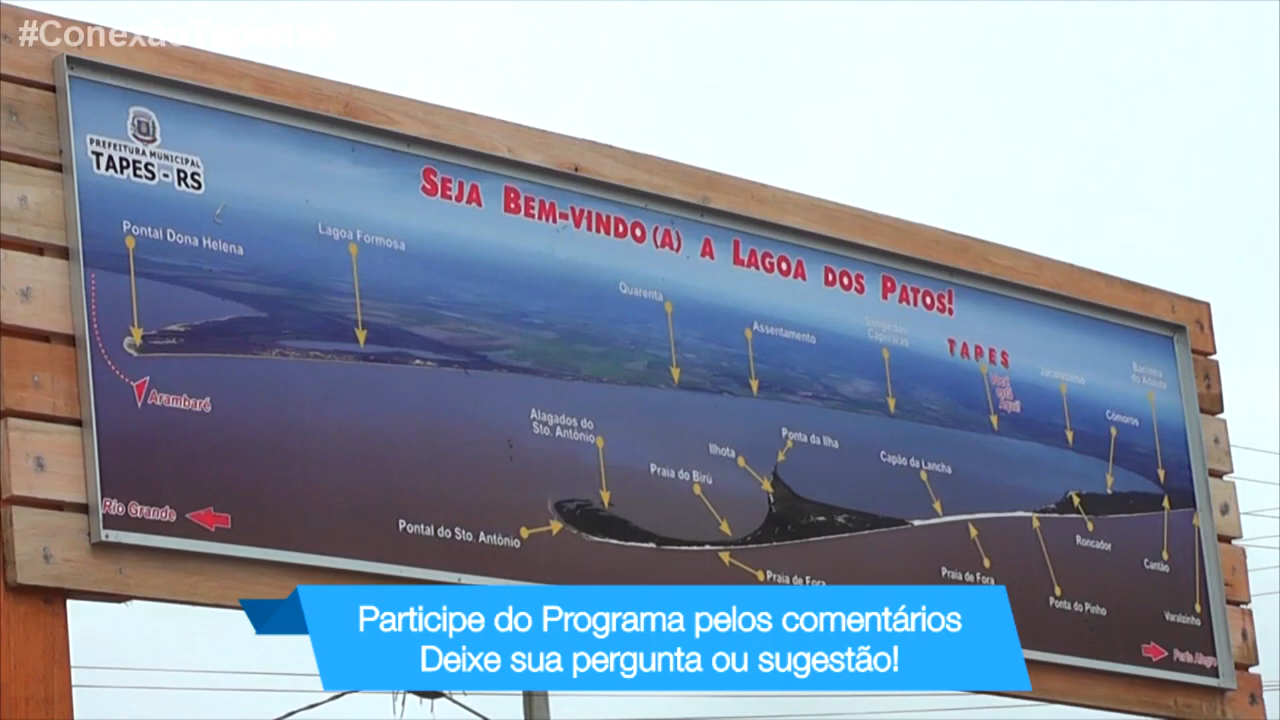 PREFEITURA MUNICIPAL
TAPES - RS
SEJA BEM-VINDO(A) A LAGOA DOS PATOS!
Pontal Dona Helena
Lagoa Formosa
Quarenta
Assentamento
TAPES
Cômoros
Arambaré
Alagados do
Sto. Antônio
Ilhota
Ponta da Ilha
Praia do Birú
Capão da Lancha
Rio Grande
Pontal do Sto. Antônio
Praia de Fora
Praia de Fora
Roncador
Cantão
Ponta do Pinho
Varalzinho
Participe do Programa pelos comentários
Deixe sua pergunta ou sugestão!